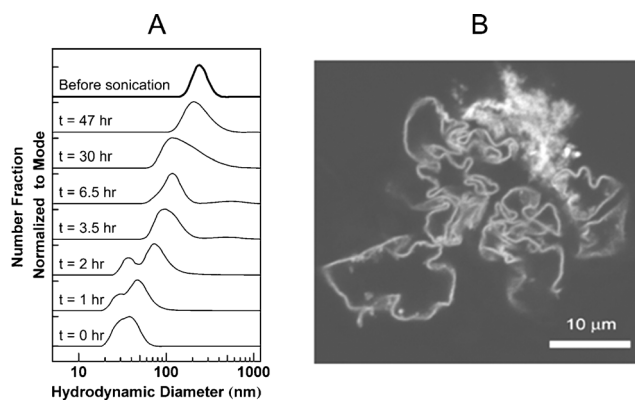 A
B
Number Fraction
Normalized to Mode
Before sonication
t = 47 hr
t = 30 hr
t = 6.5 hr
t = 3.5 hr
t = 2 hr
t = 1 hr
t = 0 hr
10
100
1000
Hydrodynamic Diameter (nm)
10 μm